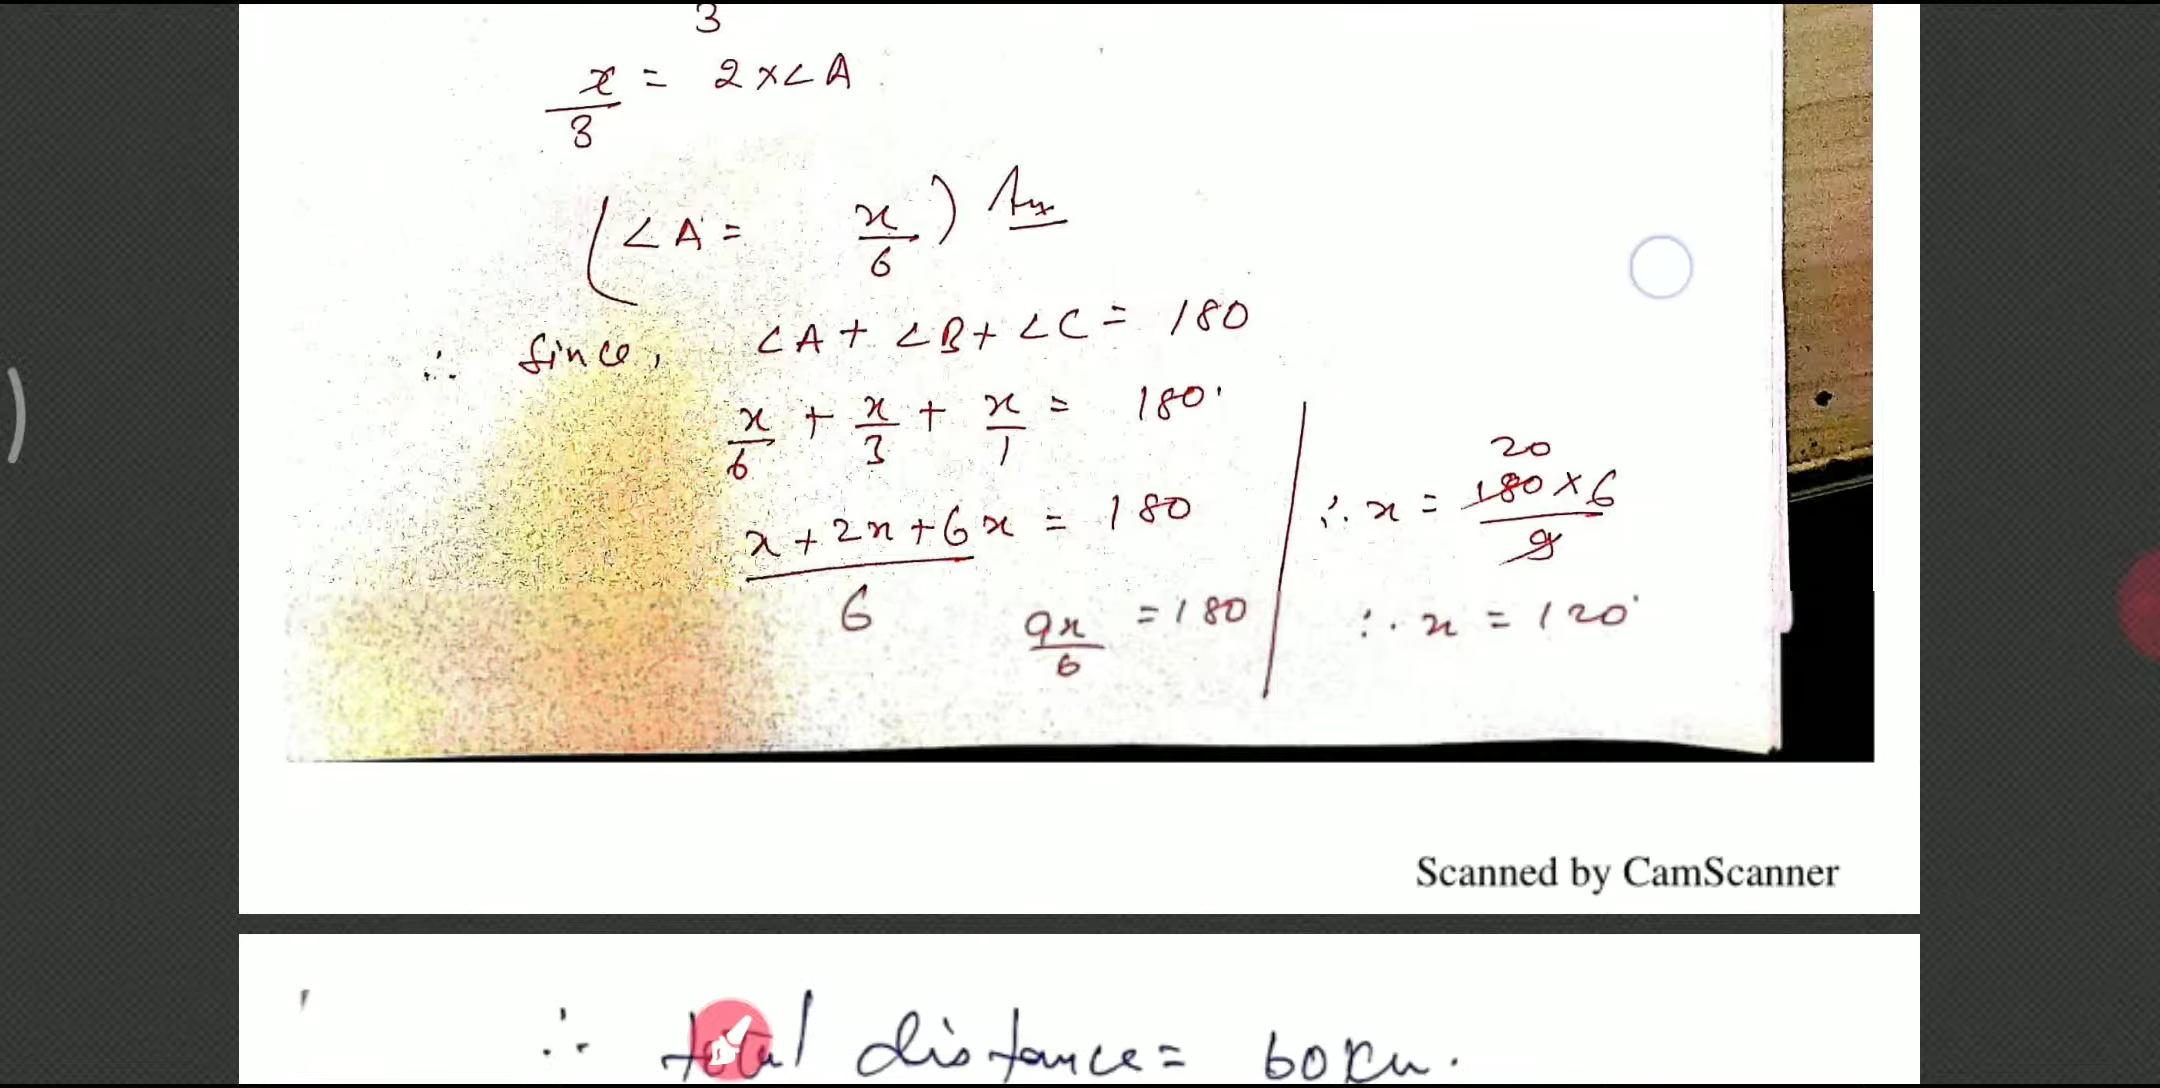 3
x/3 = 2×∠A
(∠A = x/6) Ans
∴ Since, ∠A + ∠B + ∠C = 180
x/6 + x/3 + x/1 = 180°
(x + 2x + 6x)/6 = 180
9x/6 = 180
20
∴ x = (180 × 6)/9
∴ x = 120°
Scanned by CamScanner
∴ total distance = 60 km.